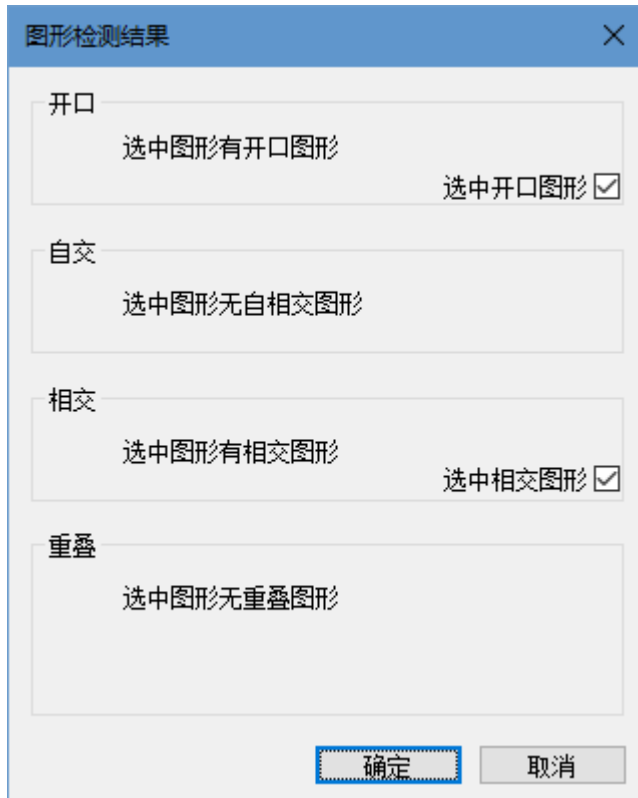 图形检测结果
开口
选中图形有开口图形
选中开口图形
自交
选中图形无自相交图形
相交
选中图形有相交图形
选中相交图形
重叠
选中图形无重叠图形
确定
取消